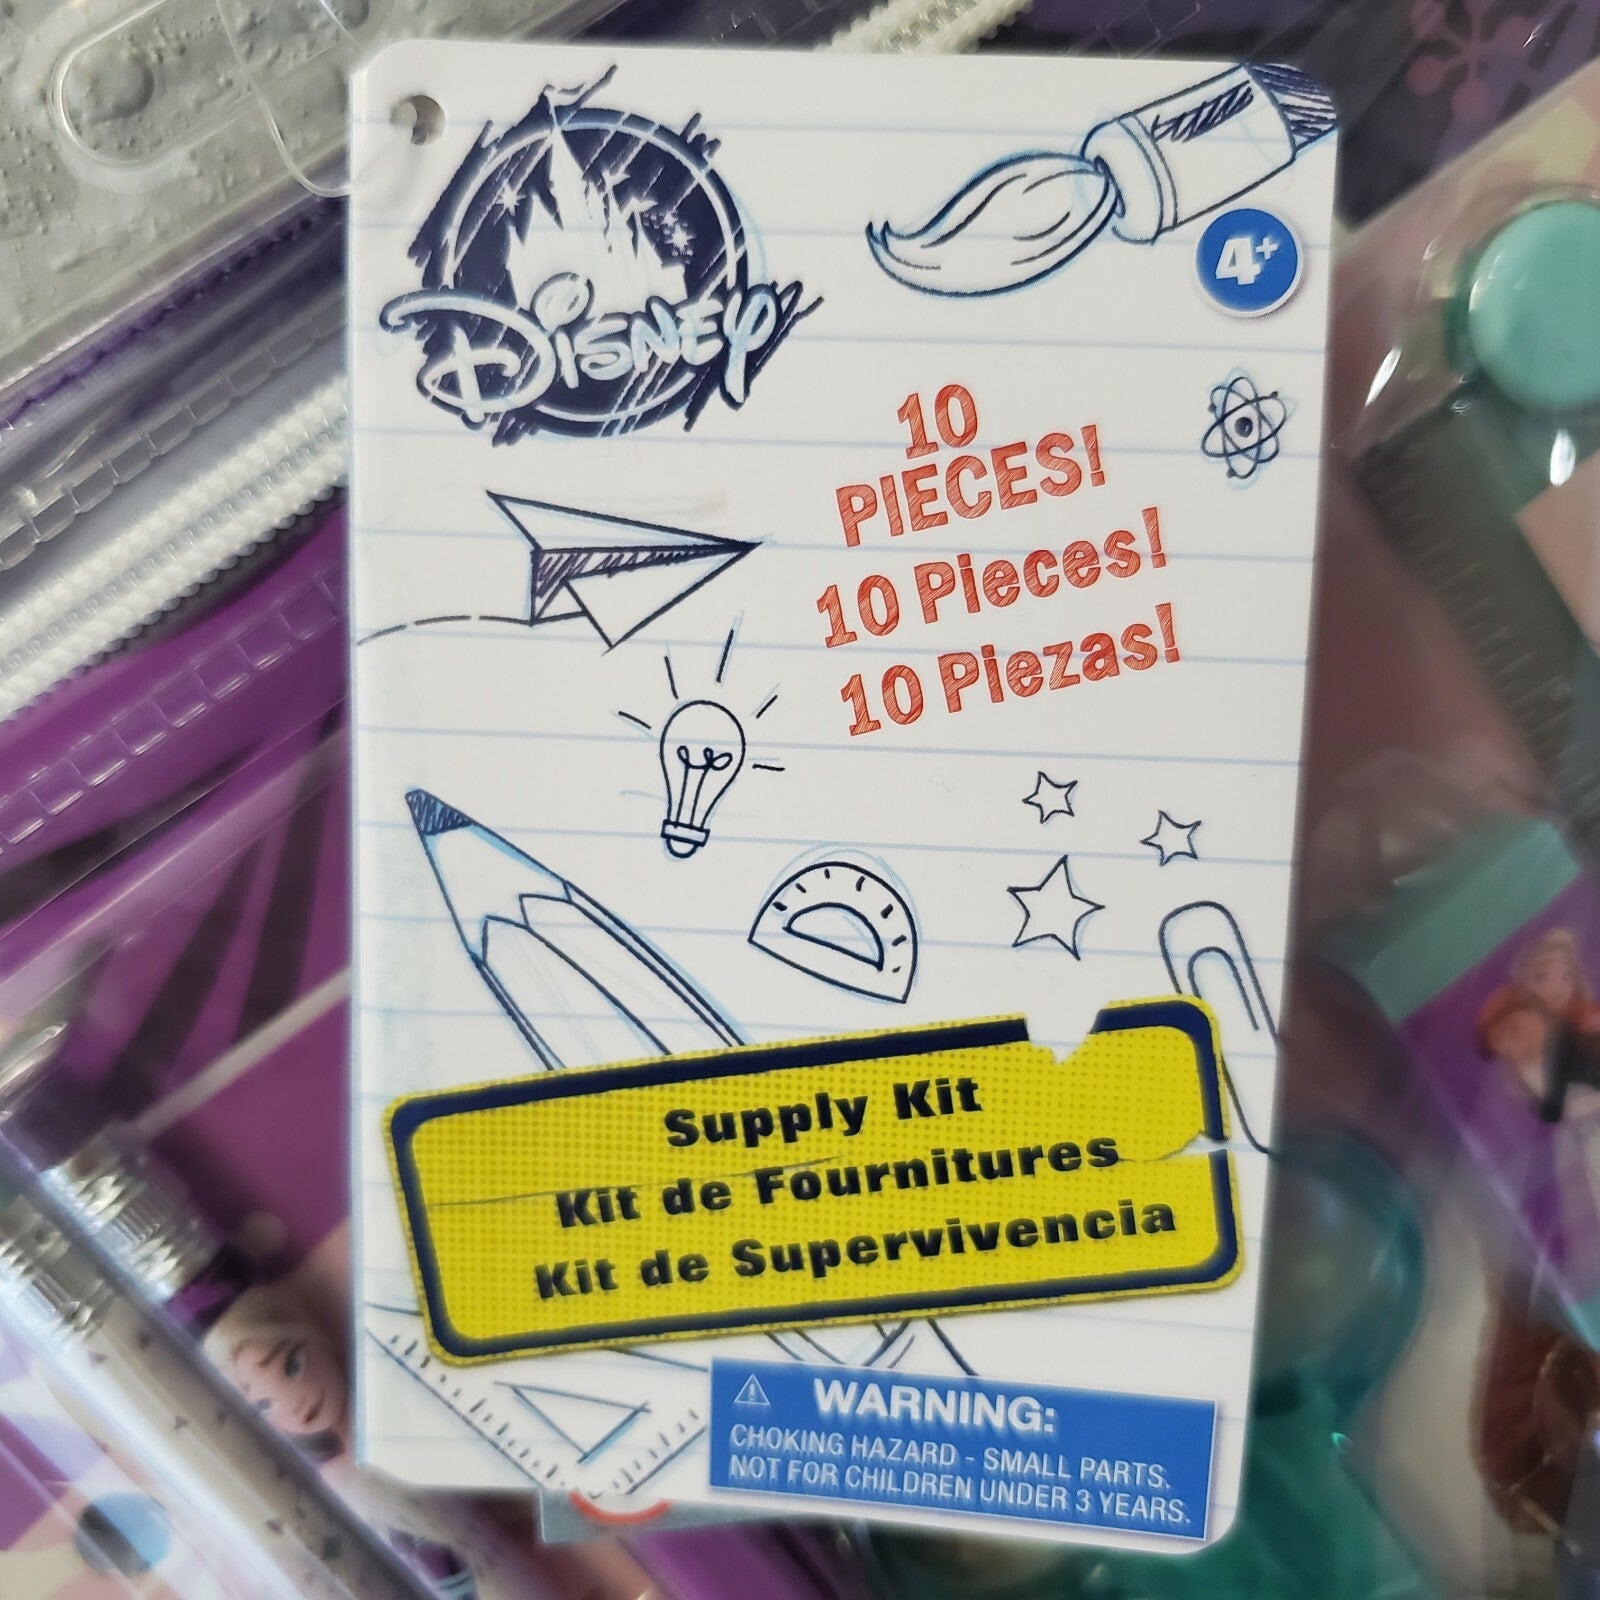 Disney
4+
10
PIECES!
10 Pieces!
10 Piezas!
Supply Kit
Kit de Fournitures
Kit de Supervivencia
WARNING:
CHOKING HAZARD - SMALL PARTS.
NOT FOR CHILDREN UNDER 3 YEARS.